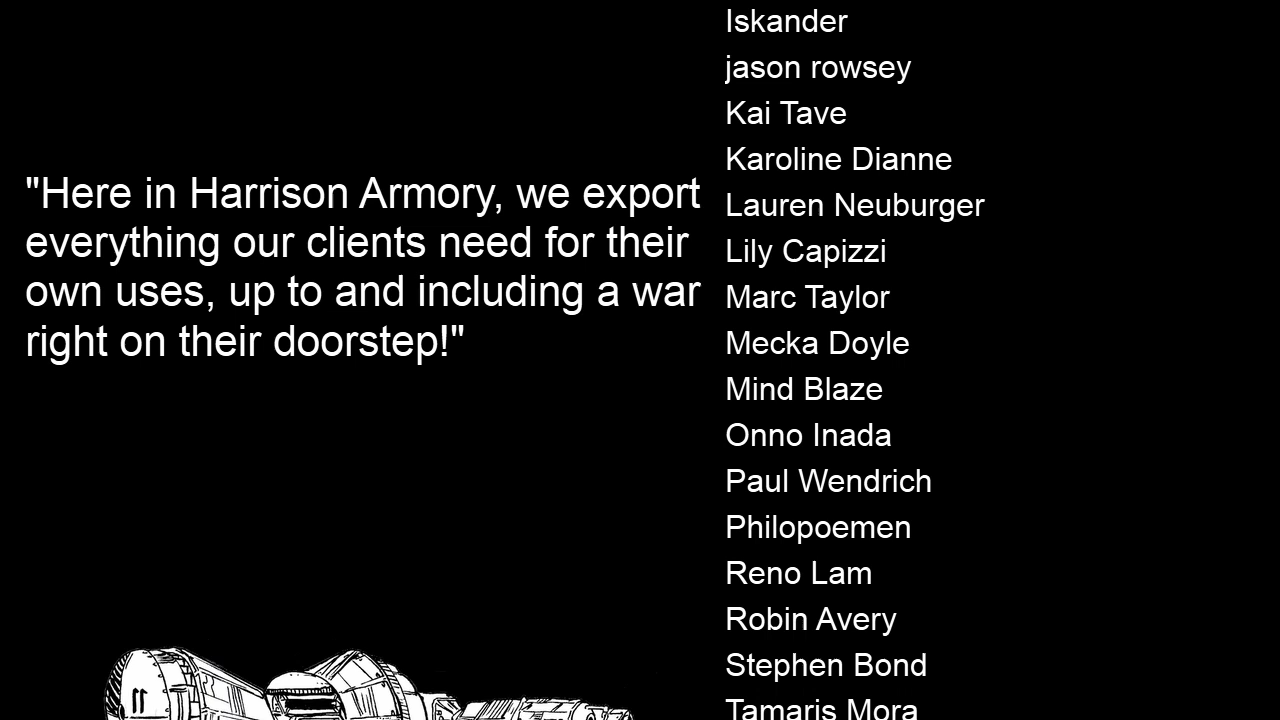 "Here in Harrison Armory, we export
everything our clients need for their
own uses, up to and including a war
right on their doorstep!"
Iskander
jason rowsey
Kai Tave
Karoline Dianne
Lauren Neuburger
Lily Capizzi
Marc Taylor
Mecka Doyle
Mind Blaze
Onno Inada
Paul Wendrich
Philopoemen
Reno Lam
Robin Avery
Stephen Bond
Tamaris Mora